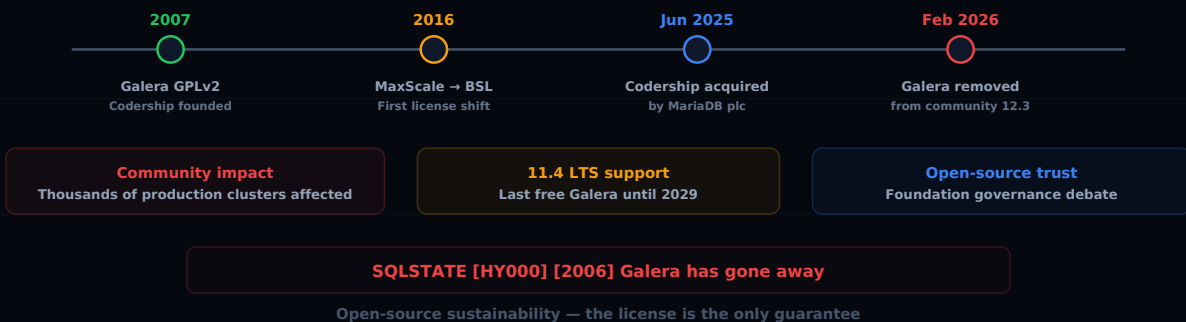 2007
2016
Jun 2025
Feb 2026
Galera GPLv2
MaxScale → BSL
Codership acquired
Galera removed
Codership founded
First license shift
by MariaDB plc
from community 12.3
Community impact
11.4 LTS support
Open-source trust
Thousands of production clusters affected
Last free Galera until 2029
Foundation governance debate
SQLSTATE [HY000] [2006] Galera has gone away
Open-source sustainability — the license is the only guarantee